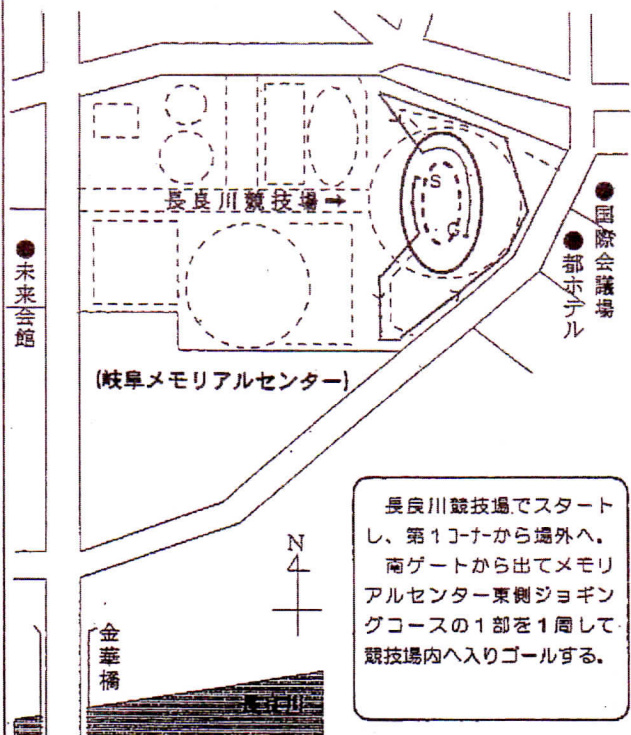 S
長良川競技場→
G
●国際会議場
●都ホテル
●未来会館
(岐阜メモリアルセンター)
N
金華橋
長良川
長良川競技場でスタート
し、第1コーナーから場外へ。
南ゲートから出てメモリ
アルセンター東側ジョギン
グコースの1部を1周して
競技場内へ入りゴールする。